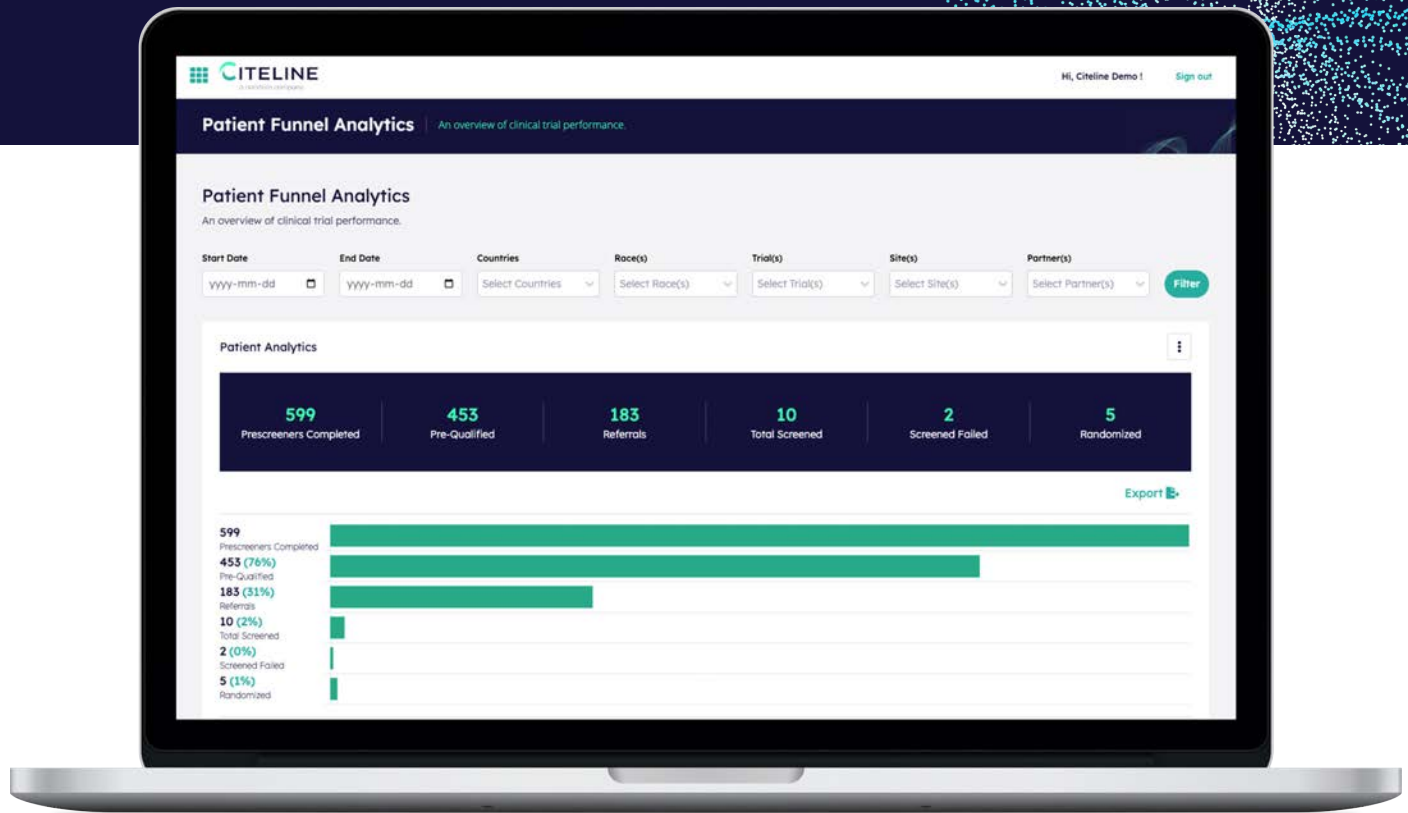 CITELINE
Hi, Citeline Demo ! Sign out
Patient Funnel Analytics An overview of clinical trial performance.
Patient Funnel Analytics
An overview of clinical trial performance.
Start Date End Date Countries Race(s) Trial(s) Site(s) Partner(s)
yyyy-mm-dd yyyy-mm-dd Select Countries Select Race(s) Select Trial(s) Select Site(s) Select Partner(s) Filter
Patient Analytics
599 453 183 10 2 5
Prescreeners Completed Pre-Qualified Referrals Total Screened Screened Failed Randomized
Export
599
Prescreeners Completed
453 (76%)
Pre-Qualified
183 (31%)
Referrals
10 (2%)
Total Screened
2 (0%)
Screened Failed
5 (1%)
Randomized